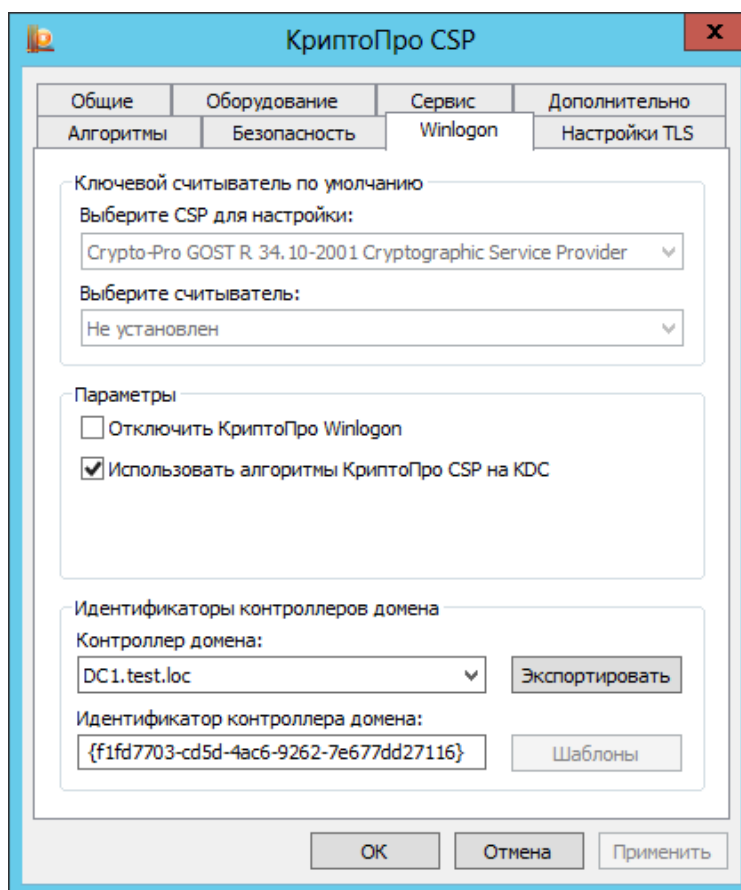 КриптоПро CSP
x
Общие Оборудование Сервис Дополнительно
Алгоритмы Безопасность Winlogon Настройки TLS
Ключевой считыватель по умолчанию
Выберите CSP для настройки:
Crypto-Pro GOST R 34.10-2001 Cryptographic Service Provider
Выберите считыватель:
Не установлен
Параметры
Отключить КриптоПро Winlogon
Использовать алгоритмы КриптоПро CSP на KDC
Идентификаторы контроллеров домена
Контроллер домена:
DC1.test.loc Экспортировать
Идентификатор контроллера домена:
{f1fd7703-cd5d-4ac6-9262-7e677dd27116} Шаблоны
ОК Отмена Применить